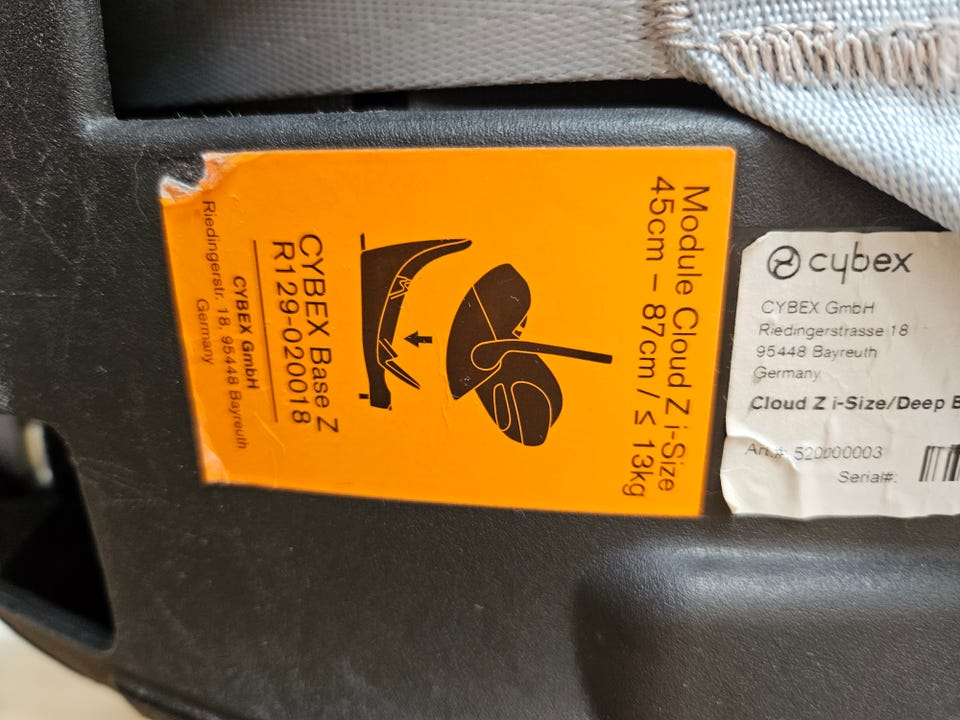 Module Cloud Z i-Size
45cm – 87cm / ≤ 13kg
CYBEX Base Z
R129-020018
CYBEX GmbH
Riedingerstr. 18, 95448 Bayreuth
Germany
cybex
CYBEX GmbH
Riedingerstrasse 18
95448 Bayreuth
Germany
Cloud Z i-Size/Deep
Art.#: 520000003
Serial#: